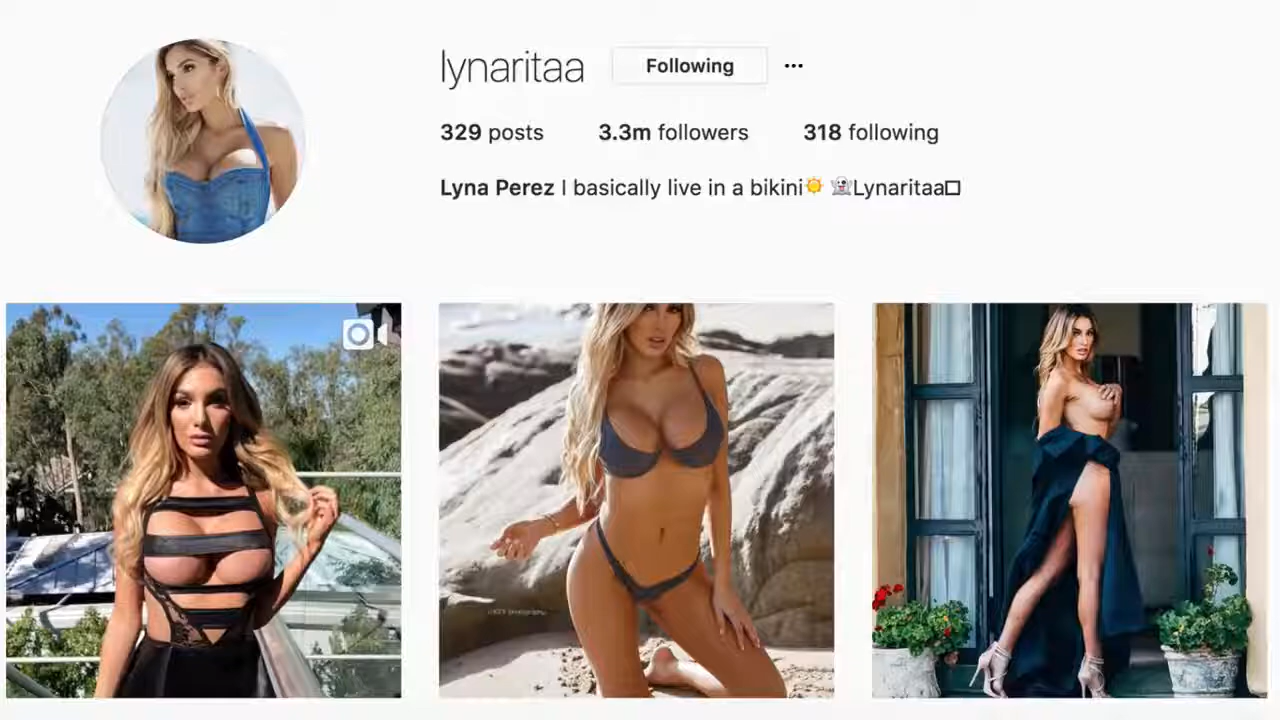 lynaritaa Following ...
329 posts 3.3m followers 318 following
Lyna Perez I basically live in a bikini☀️ 👻Lynaritaa□